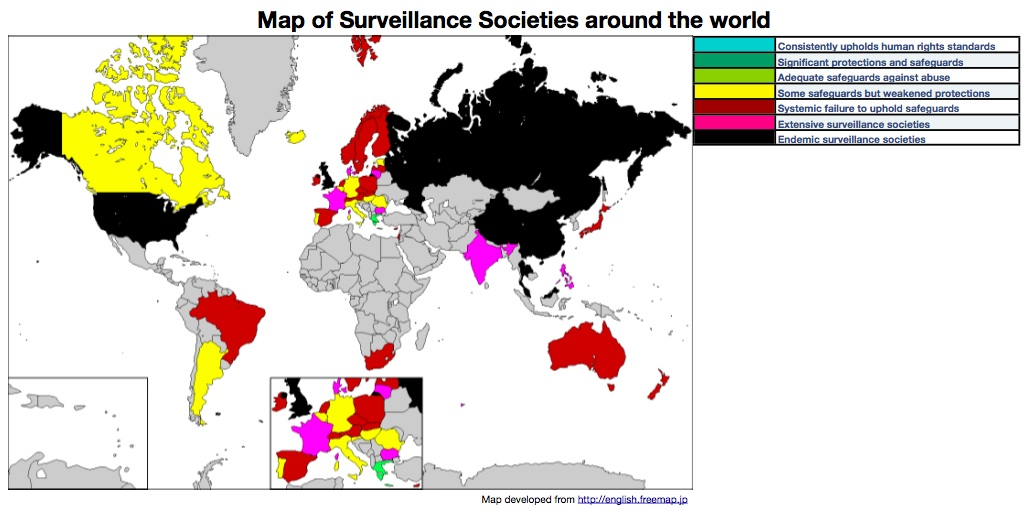 Map of Surveillance Societies around the world
Consistently upholds human rights standards
Significant protections and safeguards
Adequate safeguards against abuse
Some safeguards but weakened protections
Systemic failure to uphold safeguards
Extensive surveillance societies
Endemic surveillance societies
Map developed from http://english.freemap.jp